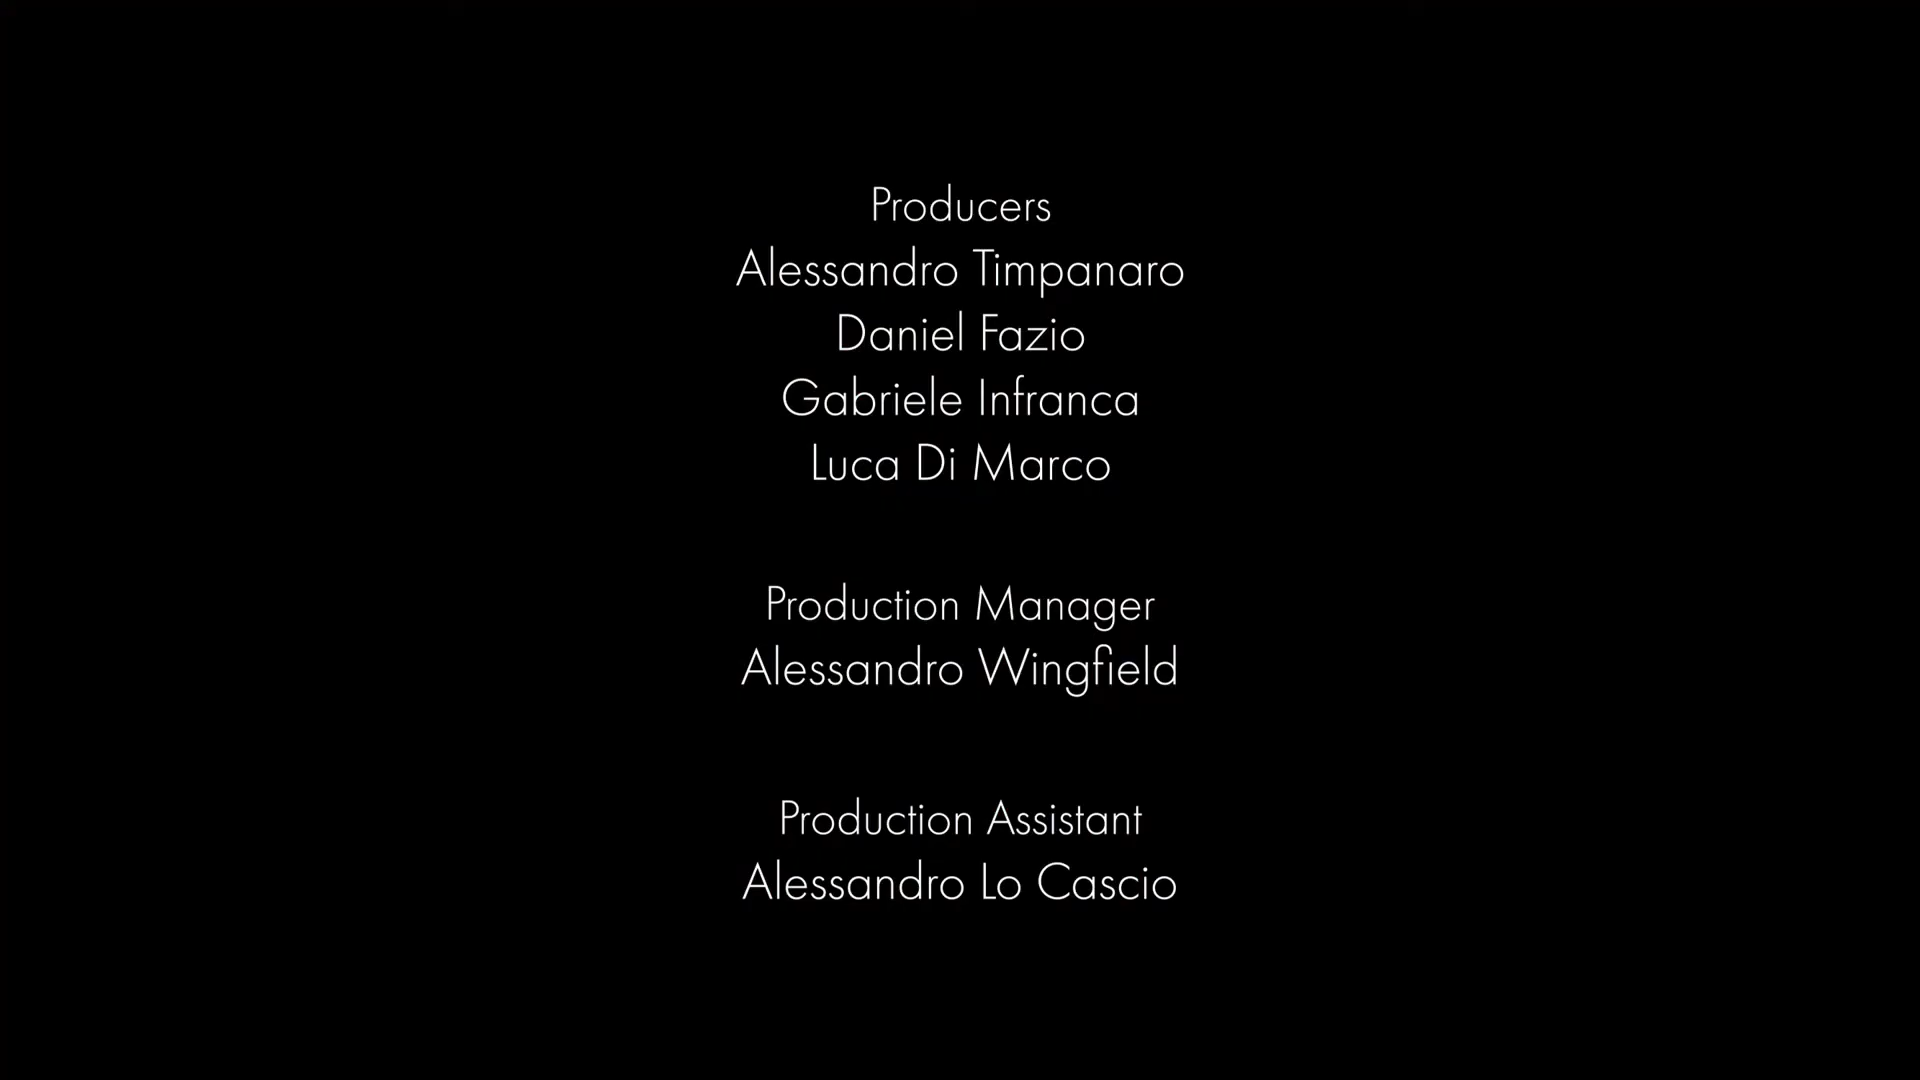 Producers
Alessandro Timpanaro
Daniel Fazio
Gabriele Infranca
Luca Di Marco
Production Manager
Alessandro Wingfield
Production Assistant
Alessandro Lo Cascio